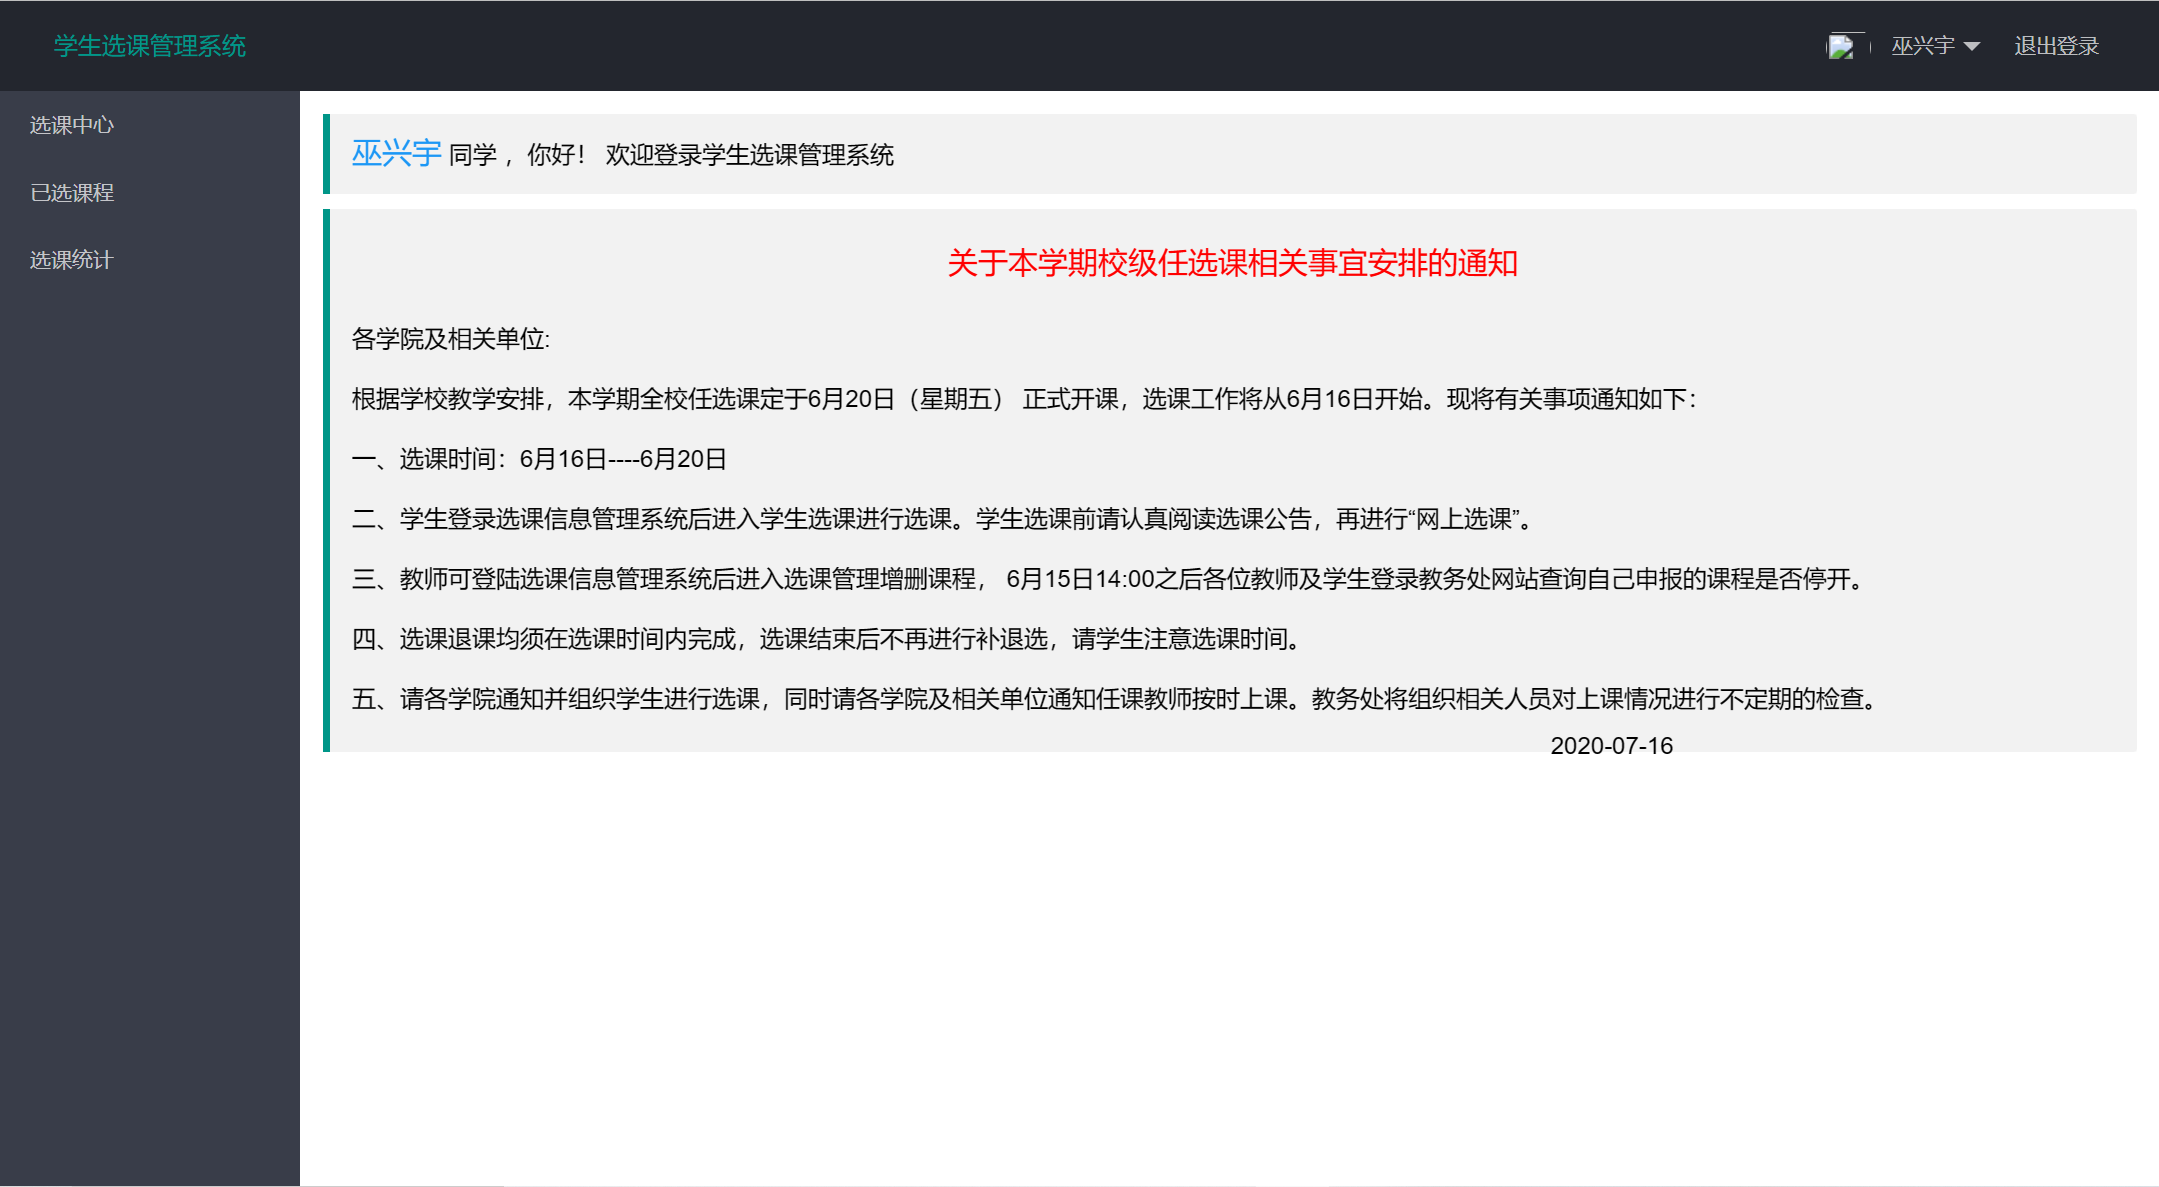 学生选课管理系统
巫兴宇
退出登录
选课中心
已选课程
选课统计
巫兴宇 同学 ，你好！ 欢迎登录学生选课管理系统
关于本学期校级任选课相关事宜安排的通知
各学院及相关单位:
根据学校教学安排，本学期全校任选课定于6月20日（星期五） 正式开课，选课工作将从6月16日开始。现将有关事项通知如下：
一、选课时间：6月16日----6月20日
二、学生登录选课信息管理系统后进入学生选课进行选课。学生选课前请认真阅读选课公告，再进行“网上选课”。
三、教师可登陆选课信息管理系统后进入选课管理增删课程， 6月15日14:00之后各位教师及学生登录教务处网站查询自己申报的课程是否停开。
四、选课退课均须在选课时间内完成，选课结束后不再进行补退选，请学生注意选课时间。
五、请各学院通知并组织学生进行选课，同时请各学院及相关单位通知任课教师按时上课。教务处将组织相关人员对上课情况进行不定期的检查。
2020-07-16